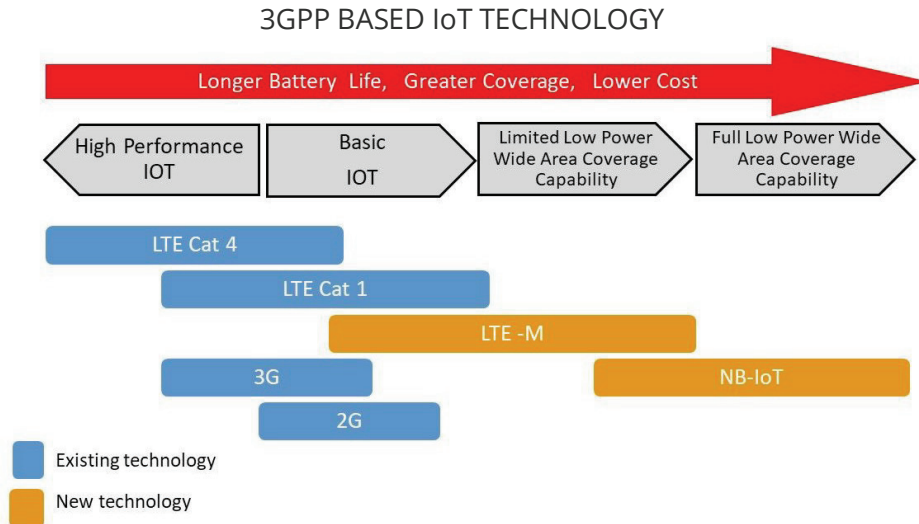 3GPP BASED IoT TECHNOLOGY
Longer Battery Life, Greater Coverage, Lower Cost
High Performance
IOT
Basic
IOT
Limited Low Power
Wide Area Coverage
Capability
Full Low Power Wide
Area Coverage
Capability
LTE Cat 4
LTE Cat 1
LTE -M
3G
NB-IoT
2G
Existing technology
New technology